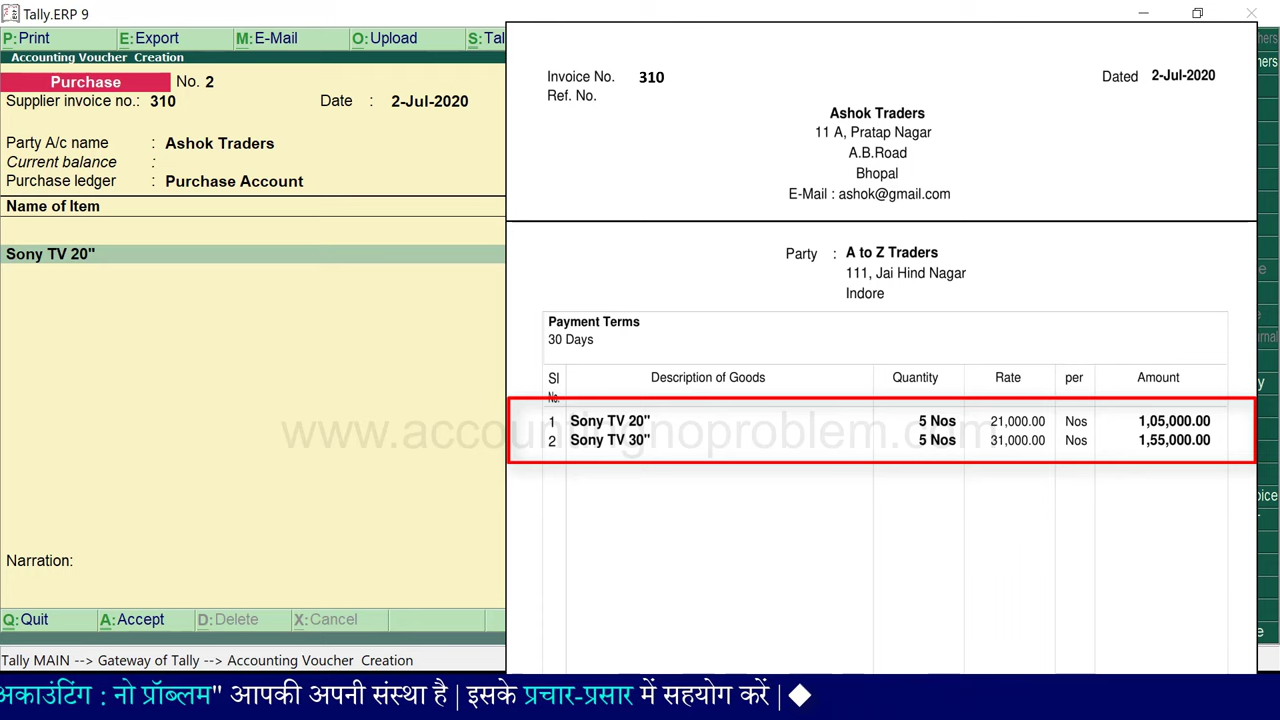 Tally.ERP 9
P: Print E: Export M: E-Mail O: Upload S: Tal
Accounting Voucher Creation
Purchase No. 2
Supplier invoice no.: 310 Date : 2-Jul-2020
Party A/c name : Ashok Traders
Current balance :
Purchase ledger : Purchase Account
Name of Item
Sony TV 20"
Narration:
Q: Quit A: Accept D: Delete X: Cancel
Tally MAIN --> Gateway of Tally --> Accounting Voucher Creation
Invoice No. 310 Dated 2-Jul-2020
Ref. No.
Ashok Traders
11 A, Pratap Nagar
A.B.Road
Bhopal
E-Mail : ashok@gmail.com
Party : A to Z Traders
111, Jai Hind Nagar
Indore
Payment Terms
30 Days
Sl No. Description of Goods Quantity Rate per Amount
1 Sony TV 20" 5 Nos 21,000.00 Nos 1,05,000.00
2 Sony TV 30" 5 Nos 31,000.00 Nos 1,55,000.00
www.accountingnoproblem.com
अकाउंटिंग : नो प्रॉब्लम" आपकी अपनी संस्था है | इसके प्रचार-प्रसार में सहयोग करें |